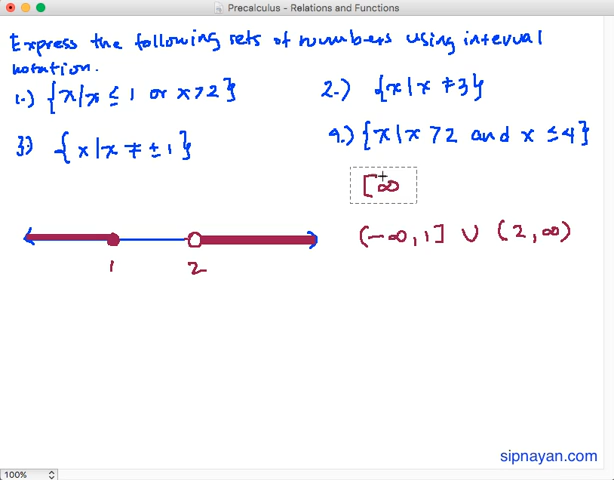 Precalculus - Relations and Functions
Express the following sets of numbers using interval
notation.
1.) {x|x ≤ 1 or x>2}
2.) {x|x ≠ 3}
3.) {x|x ≠ ±1}
4.) {x|x >2 and x ≤4}
[∞
(-∞,1] ∪ (2,∞)
1
2
sipnayan.com
100%